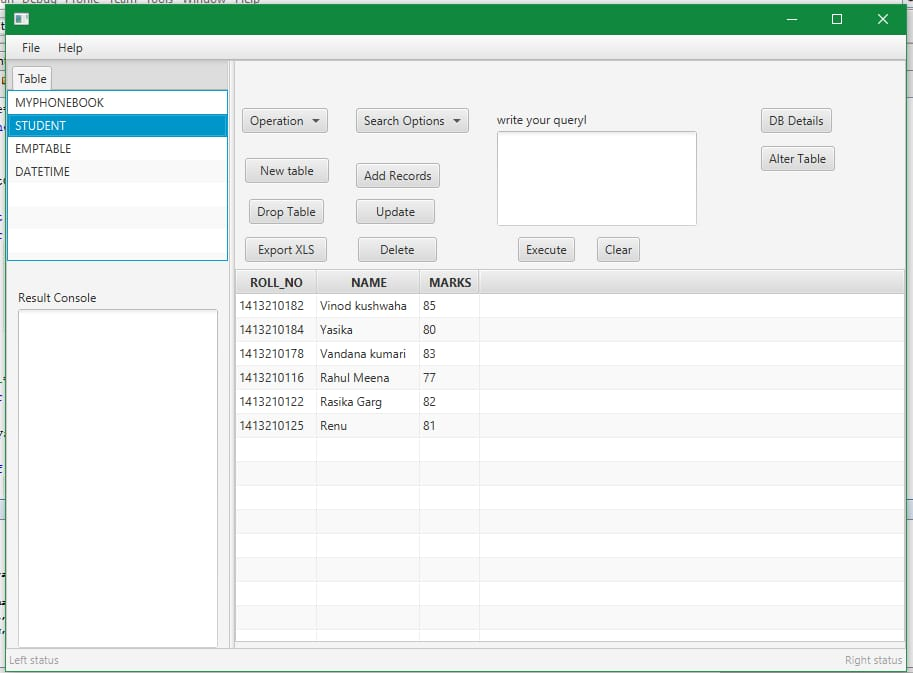 File Help
Table
MYPHONEBOOK
STUDENT
EMPTABLE
DATETIME
Result Console
Operation Search Options write your query! DB Details
Alter Table
New table Add Records
Drop Table Update
Export XLS Delete Execute Clear
ROLL_NO NAME MARKS
1413210182 Vinod kushwaha 85
1413210184 Yasika 80
1413210178 Vandana kumari 83
1413210116 Rahul Meena 77
1413210122 Rasika Garg 82
1413210125 Renu 81
Left status Right status